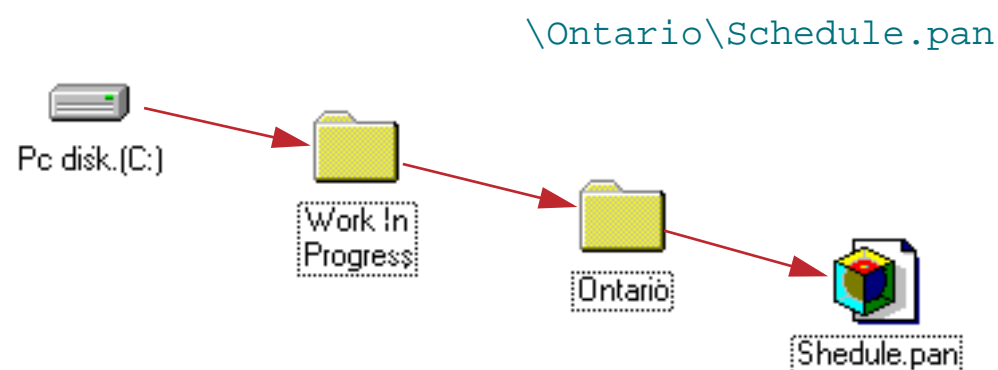 \Ontario\Schedule.pan
Pc disk.(C:)
Work In
Progress
Ontario
Shedule.pan